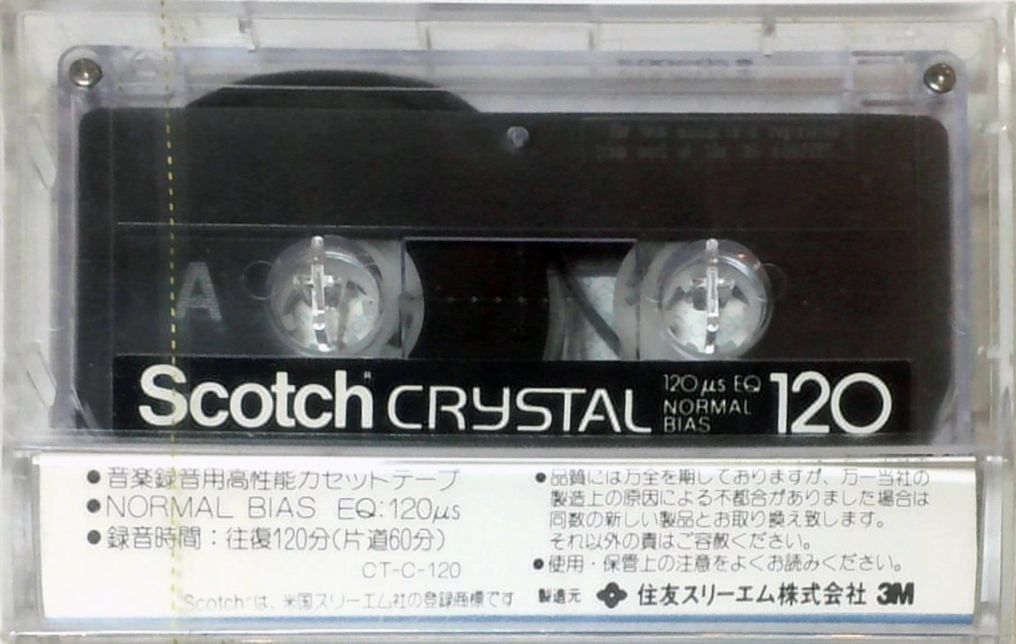 A
Scotch® CRYSTAL 120μs EQ NORMAL BIAS 120
●音楽録音用高性能カセットテープ
●NORMAL BIAS EQ:120μs
●録音時間:往復120分(片道60分)
CT-C-120
"Scotch"は、米国スリーエム社の登録商標です
●品質には万全を期しておりますが、万一当社の
製造上の原因による不都合がありました場合は
同数の新しい製品とお取り換え致します。
それ以外の責はご容赦ください。
●使用・保管上の注意をよくお読みください。
製造元 住友スリーエム株式会社 3M